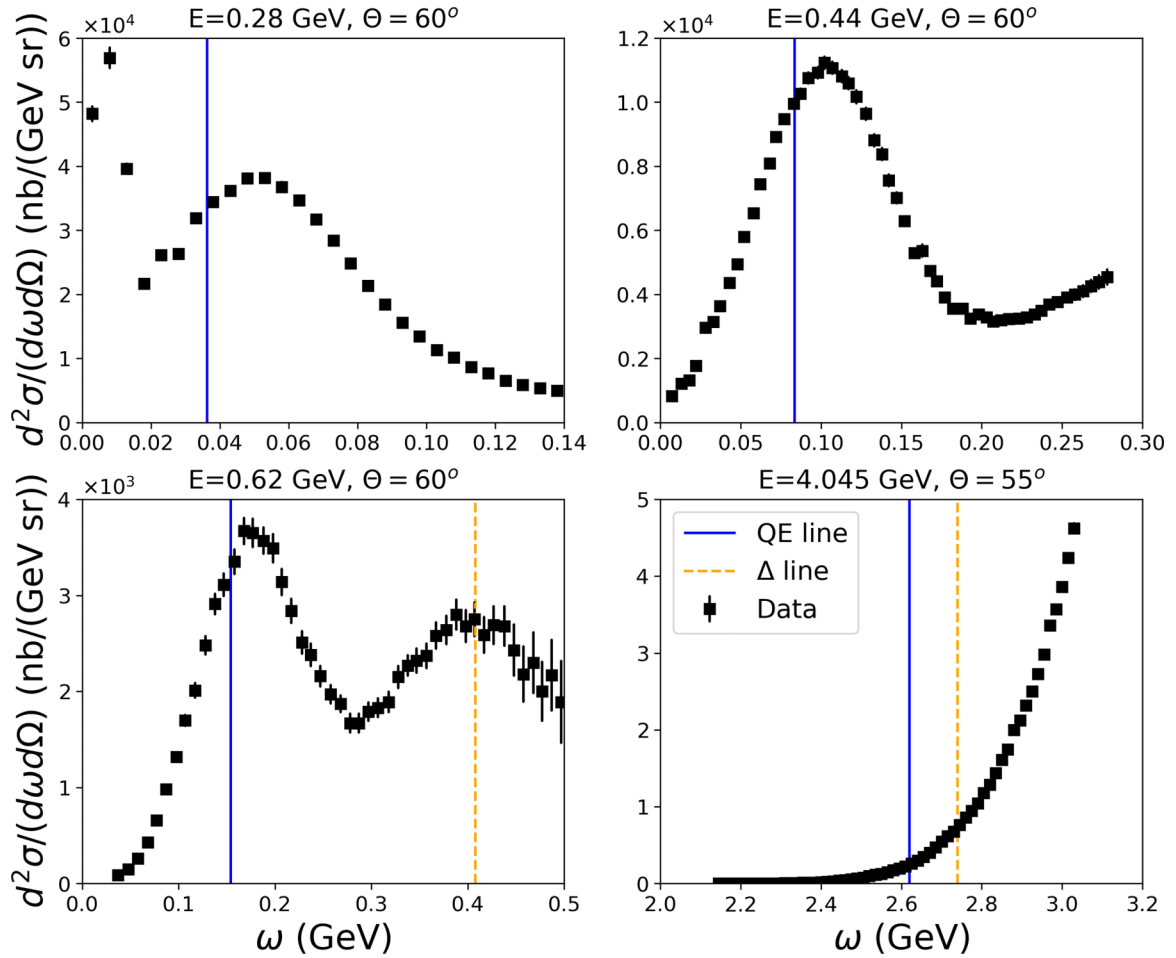 ×10⁴ E=0.28 GeV, Θ = 60°
d²σ/(dωdΩ) (nb/(GeV sr))
6
5
4
3
2
1
0
0.00 0.02 0.04 0.06 0.08 0.10 0.12 0.14
×10⁴ E=0.44 GeV, Θ = 60°
1.2
1.0
0.8
0.6
0.4
0.2
0.0
0.00 0.05 0.10 0.15 0.20 0.25 0.30
×10³ E=0.62 GeV, Θ = 60°
d²σ/(dωdΩ) (nb/(GeV sr))
4
3
2
1
0
0.0 0.1 0.2 0.3 0.4 0.5
ω (GeV)
E=4.045 GeV, Θ = 55°
5
4
3
2
1
0
QE line
Δ line
Data
2.0 2.2 2.4 2.6 2.8 3.0 3.2
ω (GeV)